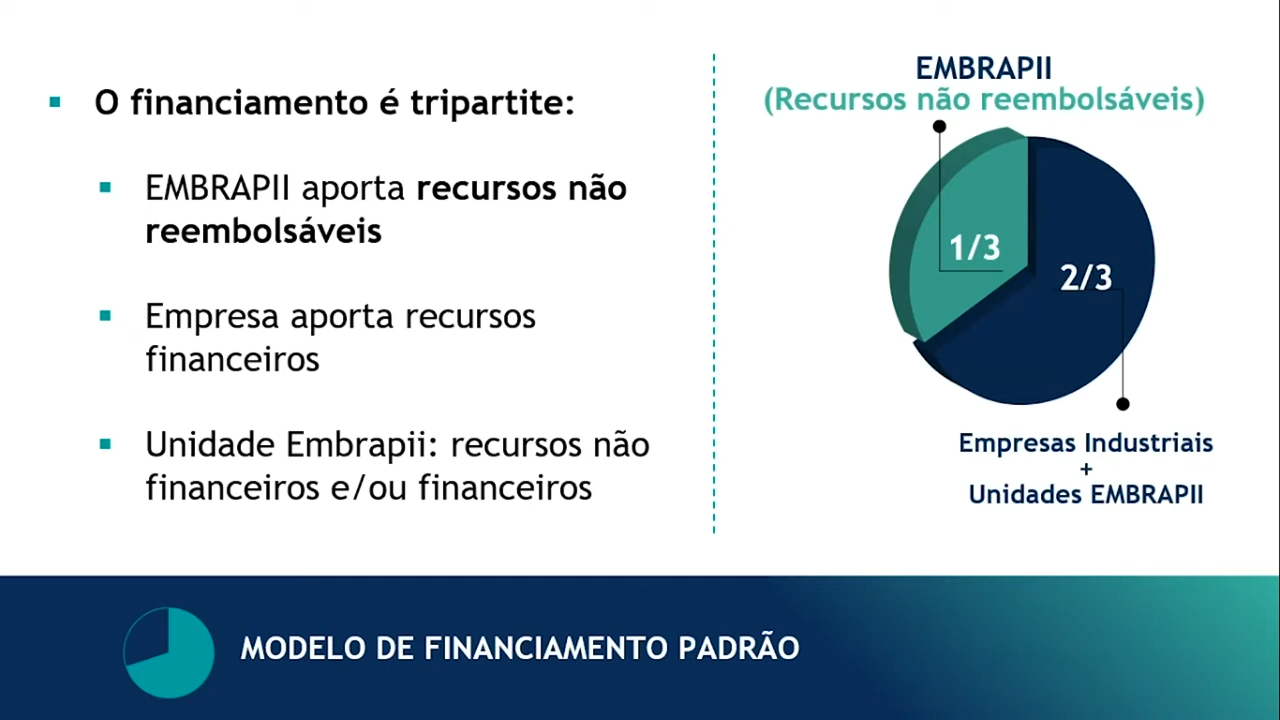 O financiamento é tripartite:
EMBRAPII aporta recursos não
reembolsáveis
Empresa aporta recursos
financeiros
Unidade Embrapii: recursos não
financeiros e/ou financeiros
EMBRAPII
(Recursos não reembolsáveis)
1/3
2/3
Empresas Industriais
+
Unidades EMBRAPII
MODELO DE FINANCIAMENTO PADRÃO